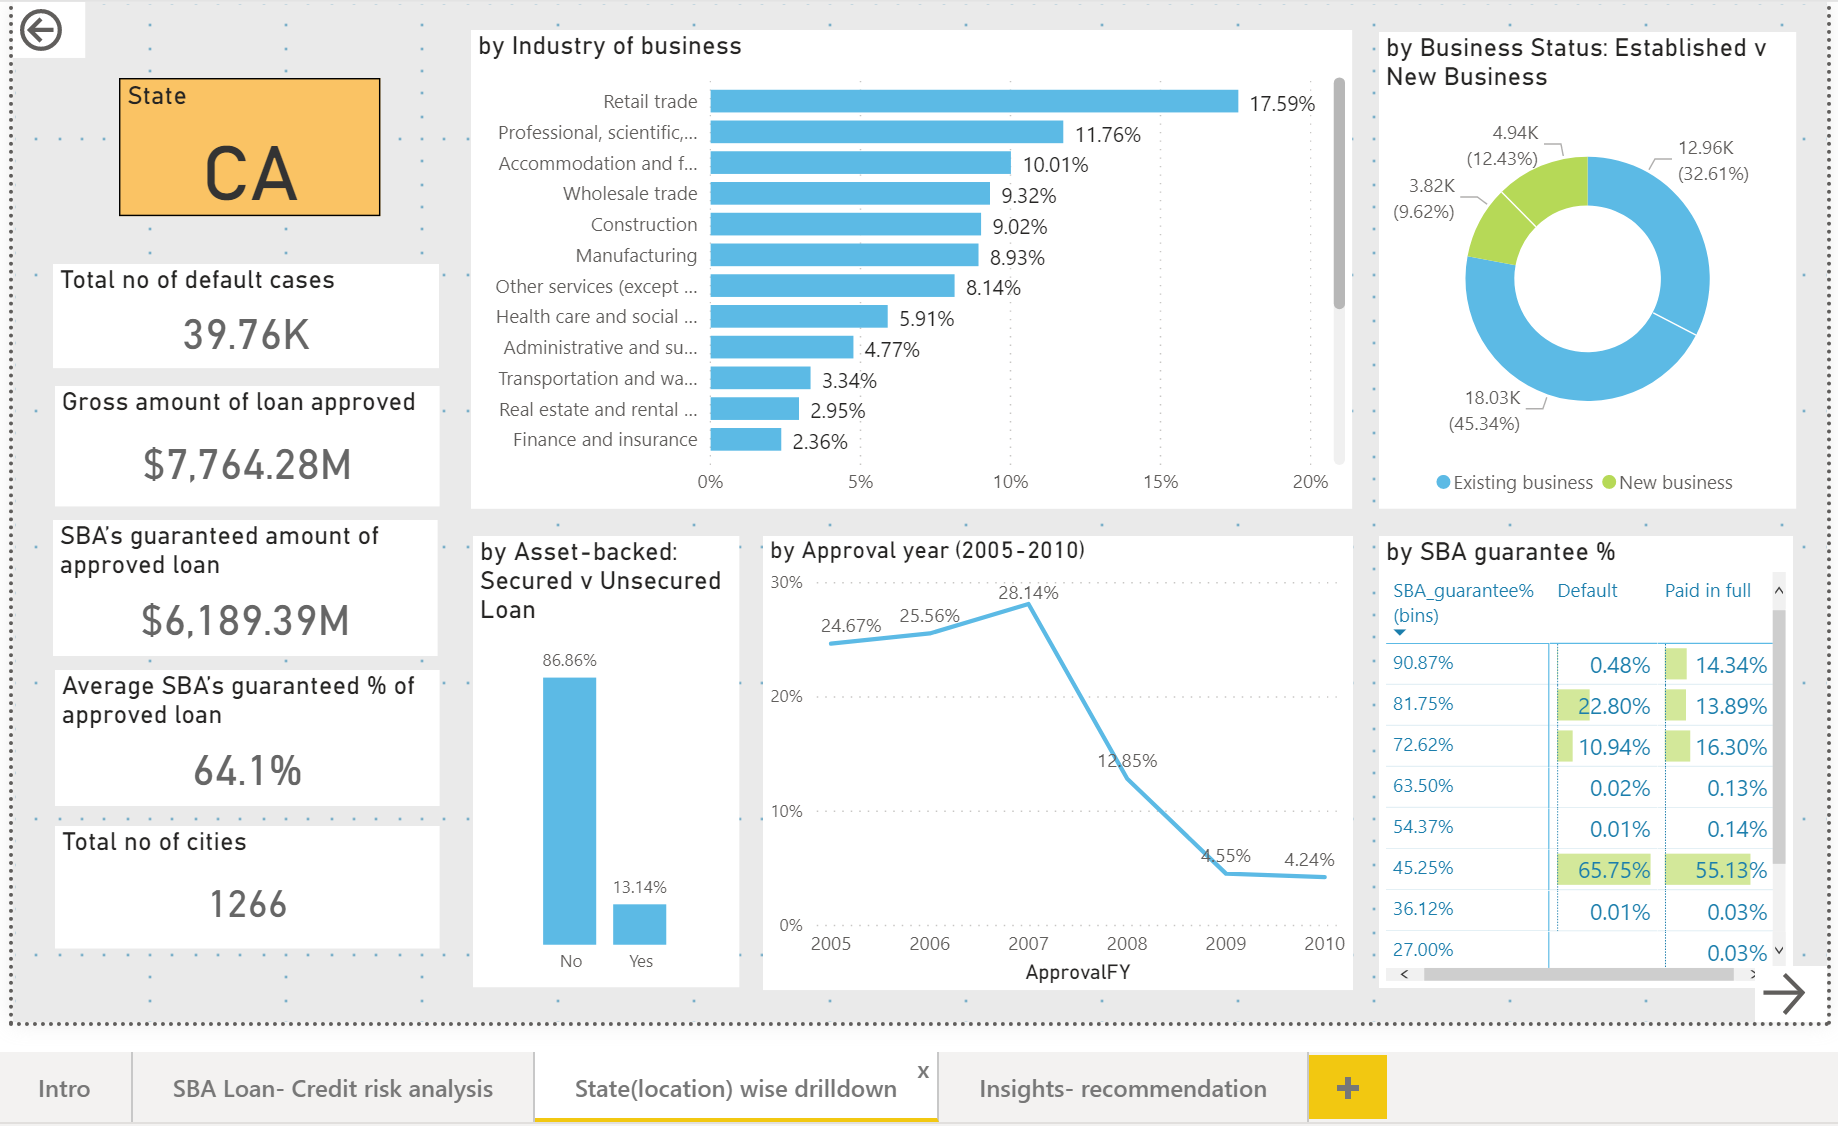 State
CA
Total no of default cases
39.76K
Gross amount of loan approved
$7,764.28M
SBA's guaranteed amount of
approved loan
$6,189.39M
Average SBA's guaranteed % of
approved loan
64.1%
Total no of cities
1266
by Industry of business
Retail trade 17.59%
Professional, scientific,... 11.76%
Accommodation and f... 10.01%
Wholesale trade 9.32%
Construction 9.02%
Manufacturing 8.93%
Other services (except ... 8.14%
Health care and social ... 5.91%
Administrative and su... 4.77%
Transportation and wa... 3.34%
Real estate and rental ... 2.95%
Finance and insurance 2.36%
0% 5% 10% 15% 20%
by Business Status: Established v
New Business
4.94K
(12.43%)
12.96K
(32.61%)
3.82K
(9.62%)
18.03K
(45.34%)
Existing business New business
by Asset-backed:
Secured v Unsecured
Loan
86.86%
13.14%
No Yes
by Approval year (2005-2010)
30%
20%
10%
0%
24.67% 25.56% 28.14% 12.85% 4.55% 4.24%
2005 2006 2007 2008 2009 2010
ApprovalFY
by SBA guarantee %
SBA_guarantee% Default Paid in full
(bins)
90.87% 0.48% 14.34%
81.75% 22.80% 13.89%
72.62% 10.94% 16.30%
63.50% 0.02% 0.13%
54.37% 0.01% 0.14%
45.25% 65.75% 55.13%
36.12% 0.01% 0.03%
27.00% 0.03%
Intro
SBA Loan- Credit risk analysis
State(location) wise drilldown x
Insights- recommendation
+